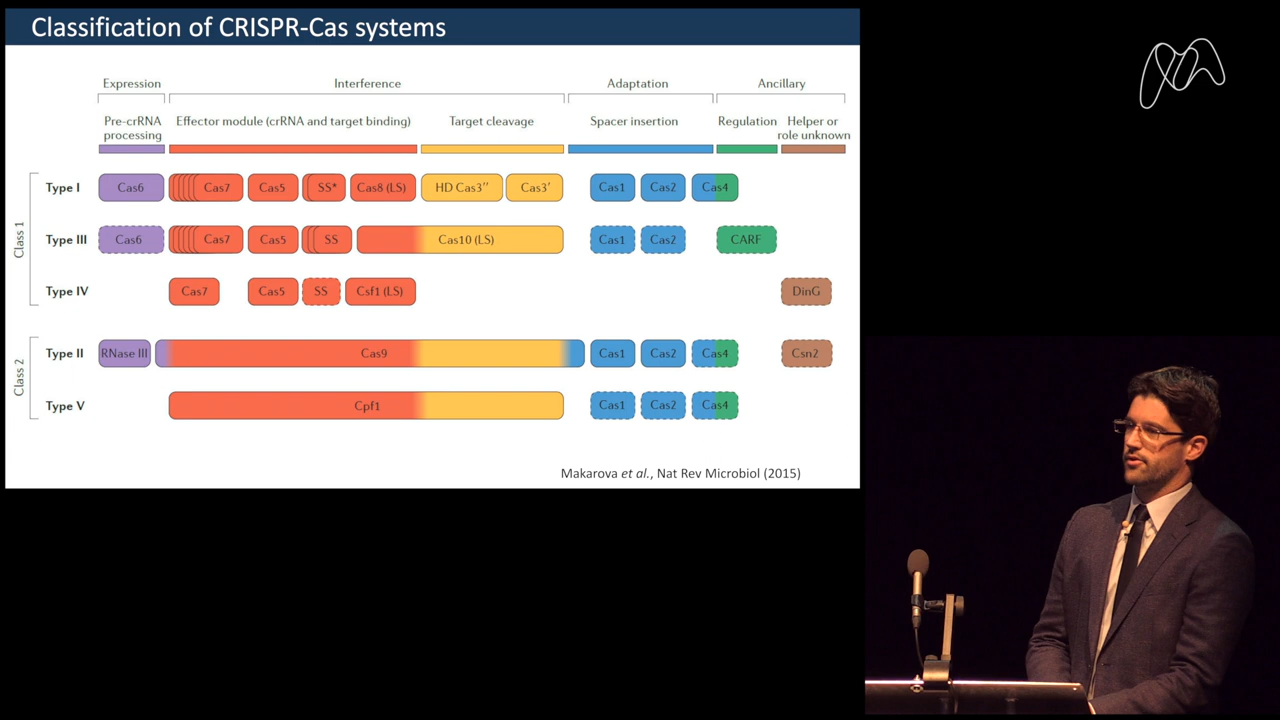 Classification of CRISPR-Cas systems
Expression
Interference
Adaptation
Ancillary
Pre-crRNA
processing
Effector module (crRNA and target binding)
Target cleavage
Spacer insertion
Regulation
Helper or
role unknown
Class 1
Type I
Cas6
Cas7
Cas5
SS*
Cas8 (LS)
HD Cas3′′
Cas3′
Cas1
Cas2
Cas4
Type III
Cas6
Cas7
Cas5
SS
Cas10 (LS)
Cas1
Cas2
CARF
Type IV
Cas7
Cas5
SS
Csf1 (LS)
DinG
Class 2
Type II
RNase III
Cas9
Cas1
Cas2
Cas4
Csn2
Type V
Cpf1
Cas1
Cas2
Cas4
Makarova et al., Nat Rev Microbiol (2015)